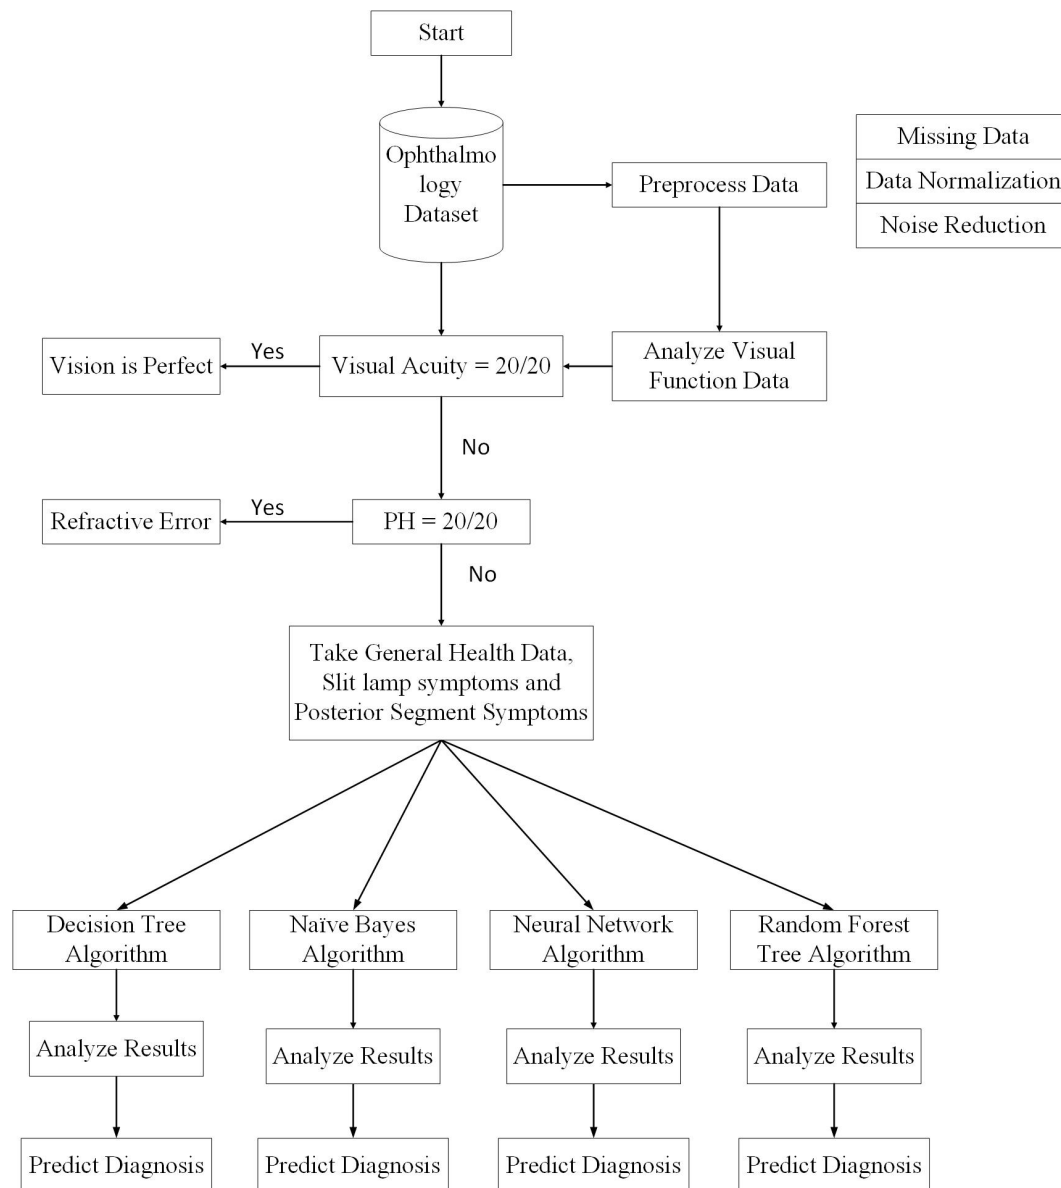 Start
Ophthalmo
logy
Dataset
Preprocess Data
Missing Data
Data Normalization
Noise Reduction
Vision is Perfect
Yes
Visual Acuity = 20/20
Analyze Visual
Function Data
No
Refractive Error
Yes
PH = 20/20
No
Take General Health Data,
Slit lamp symptoms and
Posterior Segment Symptoms
Decision Tree
Algorithm
Naïve Bayes
Algorithm
Neural Network
Algorithm
Random Forest
Tree Algorithm
Analyze Results
Analyze Results
Analyze Results
Analyze Results
Predict Diagnosis
Predict Diagnosis
Predict Diagnosis
Predict Diagnosis